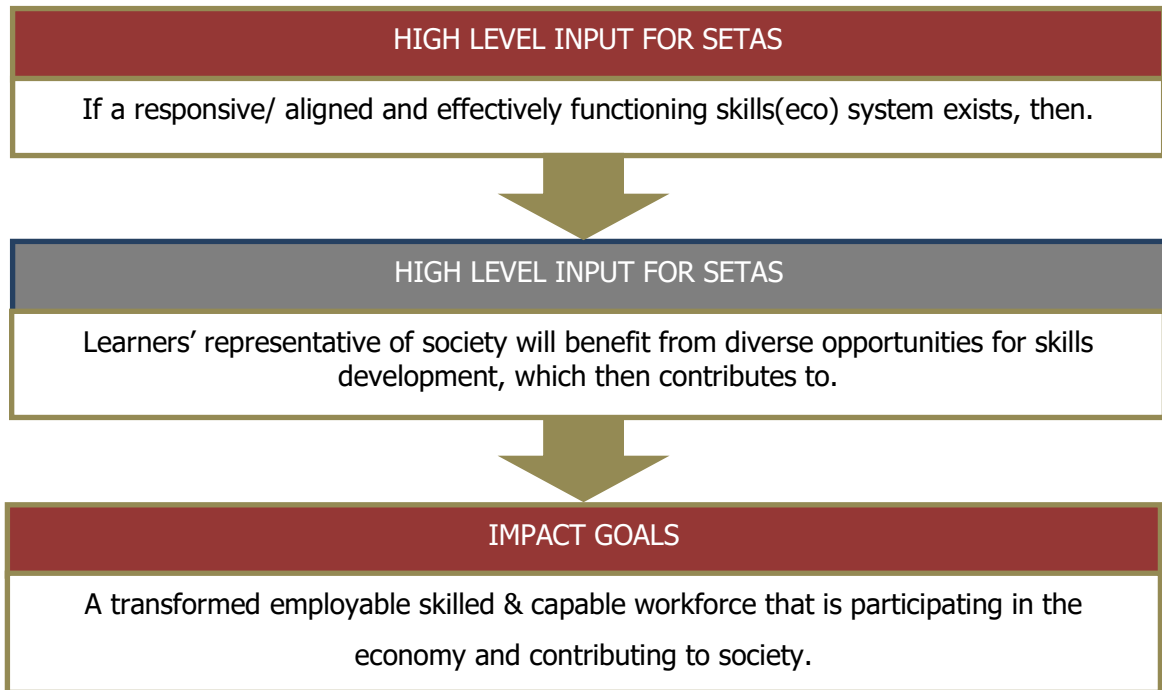 HIGH LEVEL INPUT FOR SETAS
If a responsive/ aligned and effectively functioning skills(eco) system exists, then.
HIGH LEVEL INPUT FOR SETAS
Learners’ representative of society will benefit from diverse opportunities for skills
development, which then contributes to.
IMPACT GOALS
A transformed employable skilled & capable workforce that is participating in the
economy and contributing to society.